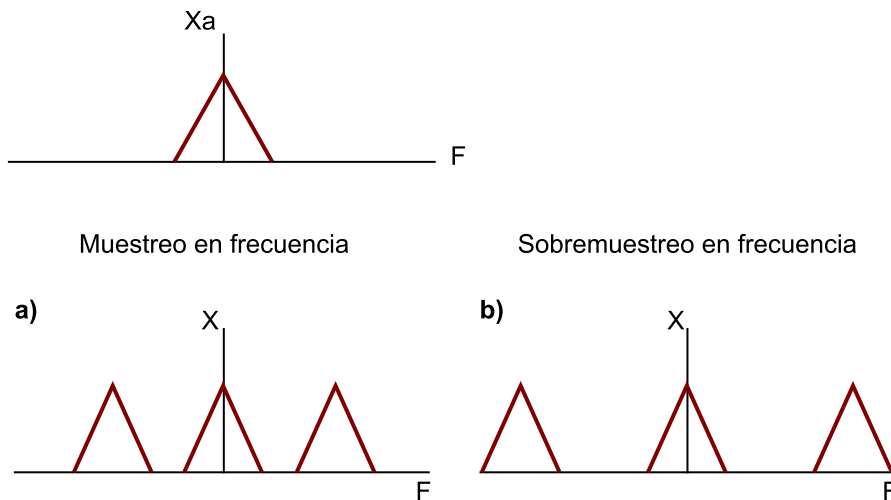 Xa
F
Muestreo en frecuencia
Sobremuestreo en frecuencia
a)
X
F
b)
X
F